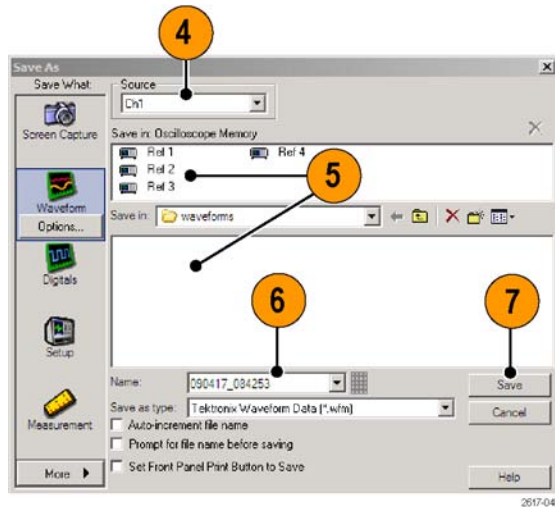 4
Save As
Save What:
Source
Ch1
Screen Capture
Save in: Oscilloscope Memory
Ref 1
Ref 4
Ref 2
Ref 3
5
Waveform
Options...
Save in:
waveforms
Digitals
6
7
Setup
Name:
090417_084253
Save
Save as type:
Tektronix Waveform Data (*.wfm)
Cancel
Measurement
Auto-increment file name
Prompt for file name before saving
Set Front Panel Print Button to Save
More
Help
2617-04